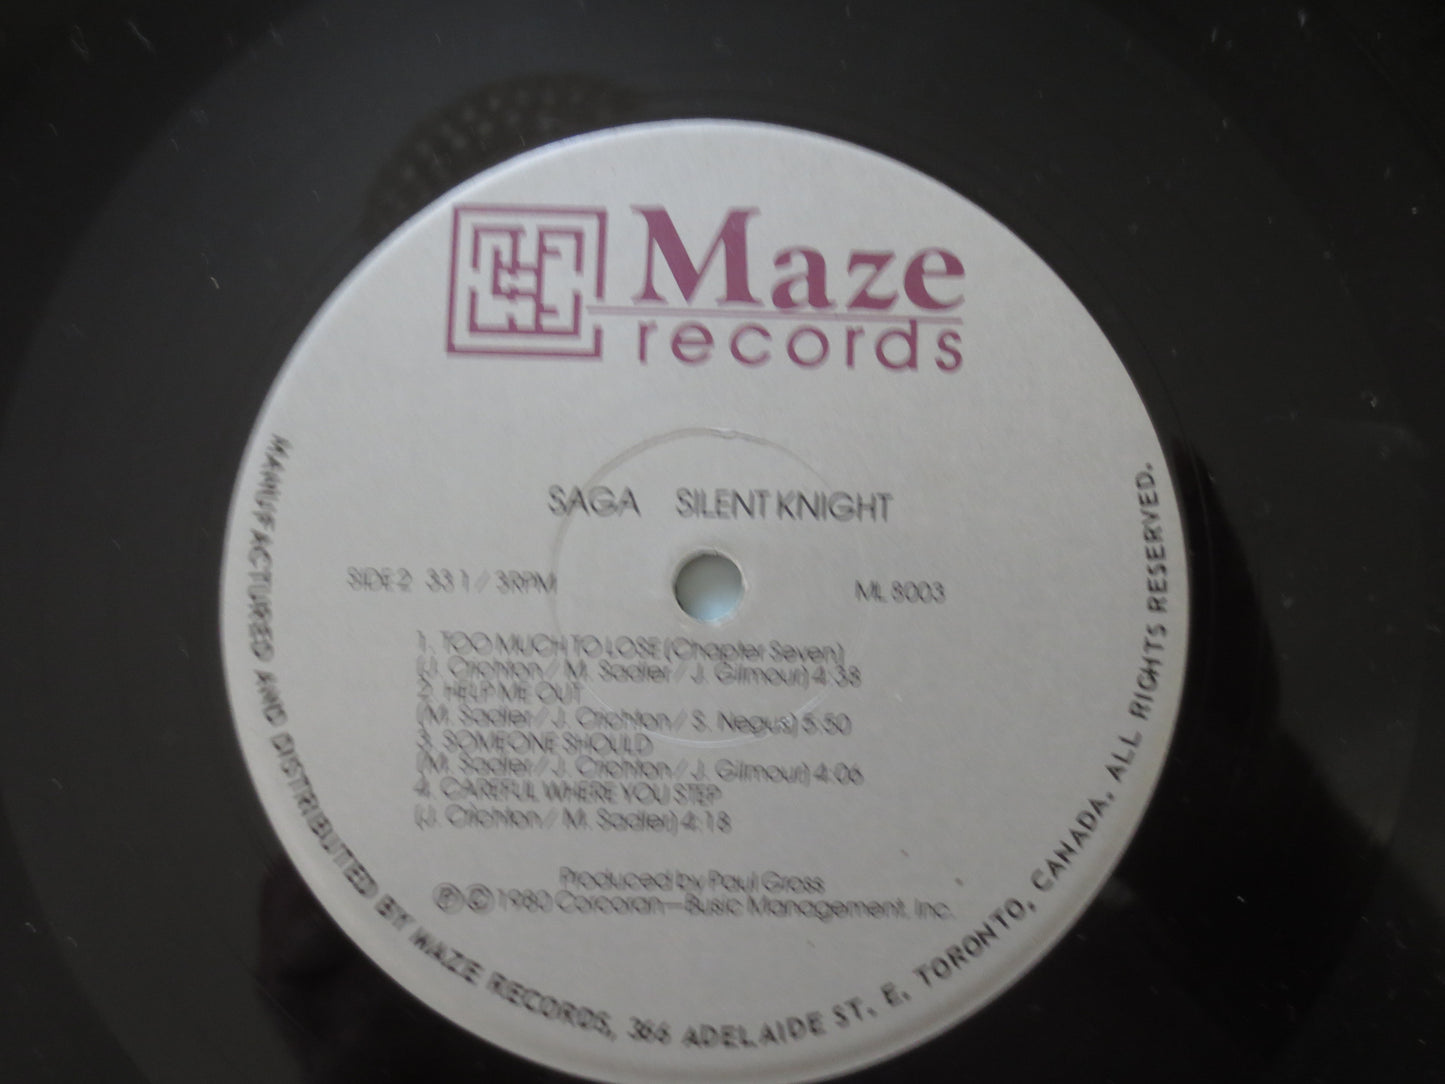 Maze
records
SAGA SILENT KNIGHT
SIDE 2 33 1/3RPM ML 8003
1. TOO MUCH TO LOSE (Chapter Seven)
(J. Crichton/M. Sadler/J. Gilmour) 4:38
2. HELP ME OUT
(M. Sadler/J. Crichton/S. Negus) 5:50
3. SOMEONE SHOULD
(M. Sadler/J. Crichton/J. Gilmour) 4:06
4. CAREFUL WHERE YOU STEP
(J. Crichton/M. Sadler) 4:18
Produced by Paul Gross
Ⓟ © 1980 Corcoran—Busic Management, Inc.
MANUFACTURED AND DISTRIBUTED BY MAZE RECORDS, 366 ADELAIDE ST. E. TORONTO, CANADA. ALL RIGHTS RESERVED.